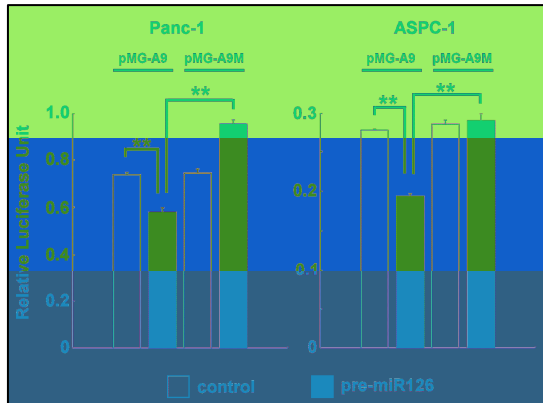 Panc-1
ASPC-1
pMG-A9 pMG-A9M
pMG-A9 pMG-A9M
Relative Luciferase Unit
1.0
0.8
0.6
0.4
0.2
0
**
**
0.3
0.2
0.1
0
**
**
control
pre-miR126